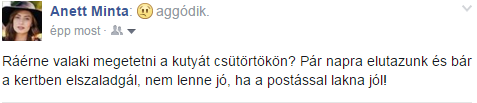 Anett Minta: aggódik.
épp most ·
Ráérne valaki megetetni a kutyát csütörtökön? Pár napra elutazunk és bár
a kertben elszaladgál, nem lenne jó, ha a postással lakna jól!